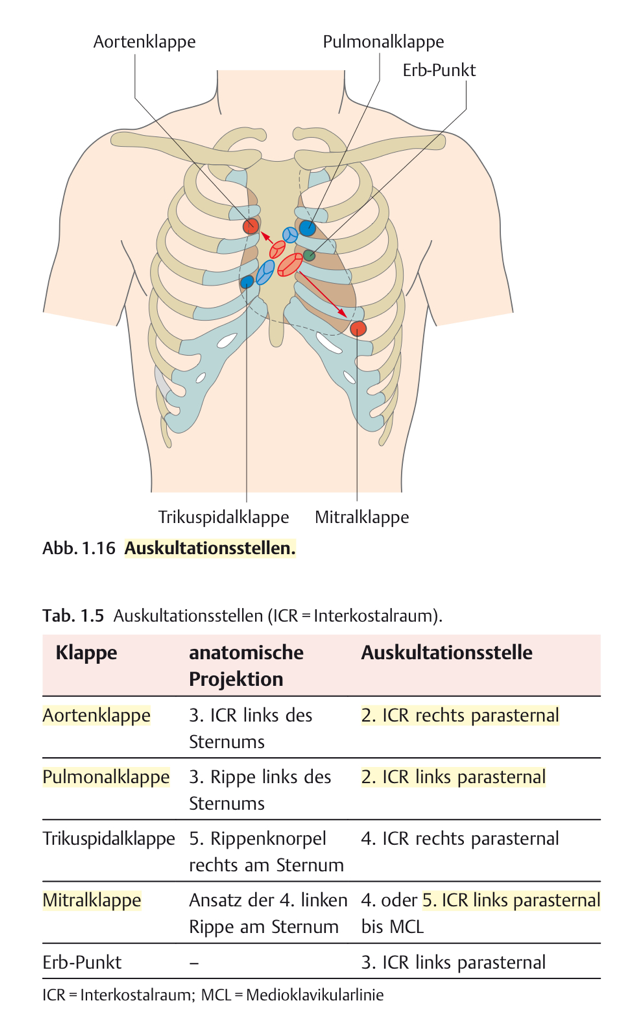 Aortenklappe
Pulmonalklappe
Erb-Punkt
Trikuspidalklappe
Mitralklappe
Abb. 1.16 Auskultationsstellen.
Tab. 1.5 Auskultationsstellen (ICR = Interkostalraum).
Klappe anatomische Projektion Auskultationsstelle
Aortenklappe 3. ICR links des Sternums 2. ICR rechts parasternal
Pulmonalklappe 3. Rippe links des Sternums 2. ICR links parasternal
Trikuspidalklappe 5. Rippenknorpel rechts am Sternum 4. ICR rechts parasternal
Mitralklappe Ansatz der 4. linken Rippe am Sternum 4. oder 5. ICR links parasternal bis MCL
Erb-Punkt – 3. ICR links parasternal
ICR = Interkostalraum; MCL = Medioklavikularlinie